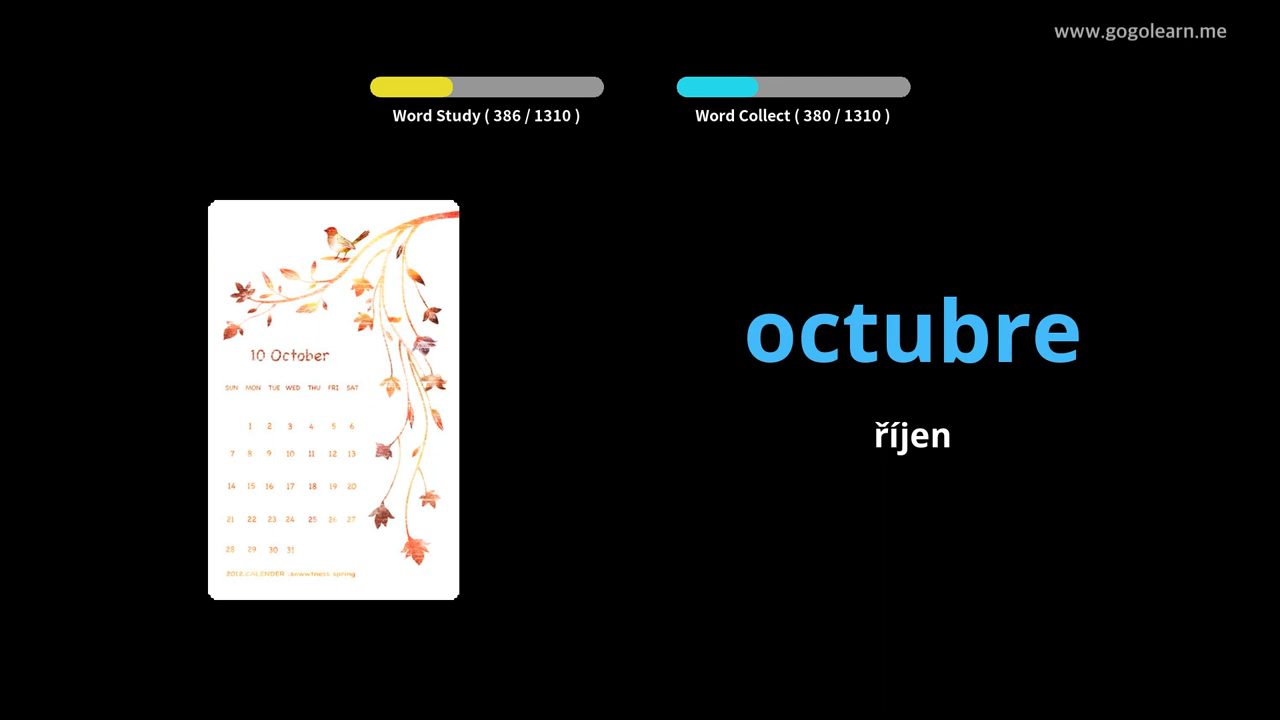 www.gogolearn.me
Word Study ( 386 / 1310 )
Word Collect ( 380 / 1310 )
10 October
SUN MON TUE WED THU FRI SAT
1 2 3 4 5 6
7 8 9 10 11 12 13
14 15 16 17 18 19 20
21 22 23 24 25 26 27
28 29 30 31
2012.CALENDER
octubre
říjen